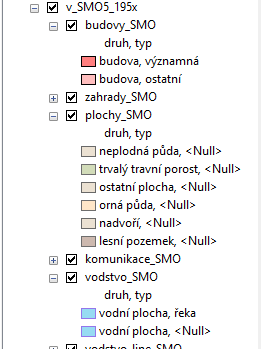 v_SMO5_195x
budovy_SMO
druh, typ
budova, významná
budova, ostatní
zahrady_SMO
plochy_SMO
druh, typ
neplodná půda, <Null>
trvalý travní porost, <Null>
ostatní plocha, <Null>
orná půda, <Null>
nadvoří, <Null>
lesní pozemek, <Null>
komunikace_SMO
vodstvo_SMO
druh, typ
vodní plocha, řeka
vodní plocha, <Null>
vodstvo_line_SMO